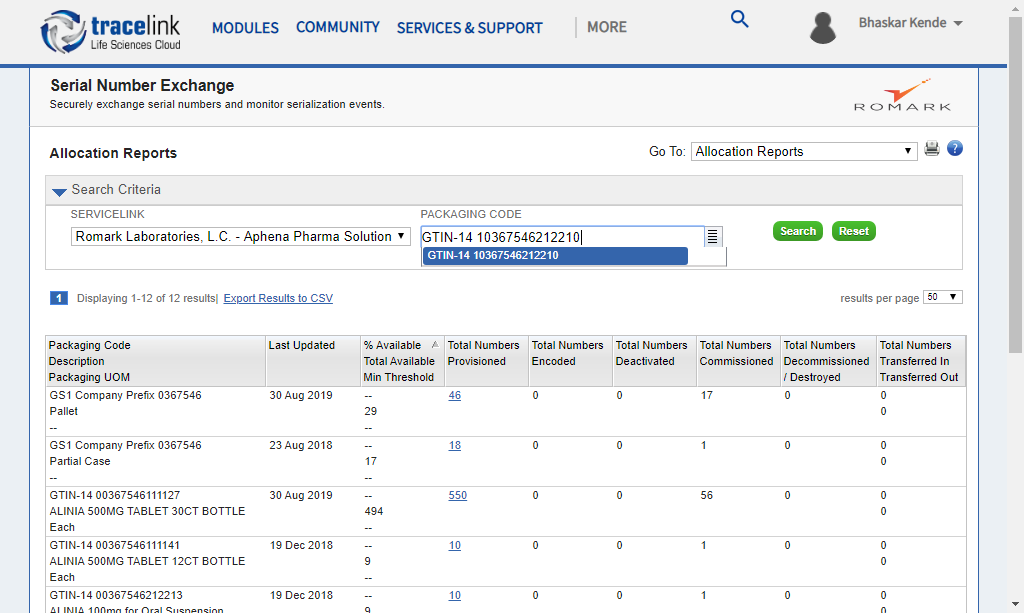 tracelink
Life Sciences Cloud
MODULES COMMUNITY SERVICES & SUPPORT MORE
Bhaskar Kende
Serial Number Exchange
Securely exchange serial numbers and monitor serialization events.
ROMARK
Allocation Reports
Go To: Allocation Reports
?
Search Criteria
SERVICELINK PACKAGING CODE
Romark Laboratories, L.C. - Aphena Pharma Solution GTIN-14 10367546212210 Search Reset
GTIN-14 10367546212210
1 Displaying 1-12 of 12 results| Export Results to CSV results per page 50
Packaging Code Last Updated % Available Total Numbers Total Numbers Total Numbers Total Numbers Total Numbers Total Numbers
Description Total Available Provisioned Encoded Deactivated Commissioned Decommissioned Transferred In
Packaging UOM Min Threshold / Destroyed Transferred Out
GS1 Company Prefix 0367546 30 Aug 2019 -- 46 0 0 17 0 0
Pallet 29 0
-- --
GS1 Company Prefix 0367546 23 Aug 2018 -- 18 0 0 1 0 0
Partial Case 17 0
-- --
GTIN-14 00367546111127 30 Aug 2019 -- 550 0 0 56 0 0
ALINIA 500MG TABLET 30CT BOTTLE 494 0
Each --
GTIN-14 00367546111141 19 Dec 2018 -- 10 0 0 1 0 0
ALINIA 500MG TABLET 12CT BOTTLE 9 0
Each --
GTIN-14 00367546212213 19 Dec 2018 -- 10 0 0 1 0 0
ALINIA 100mg for Oral Suspension 9 0